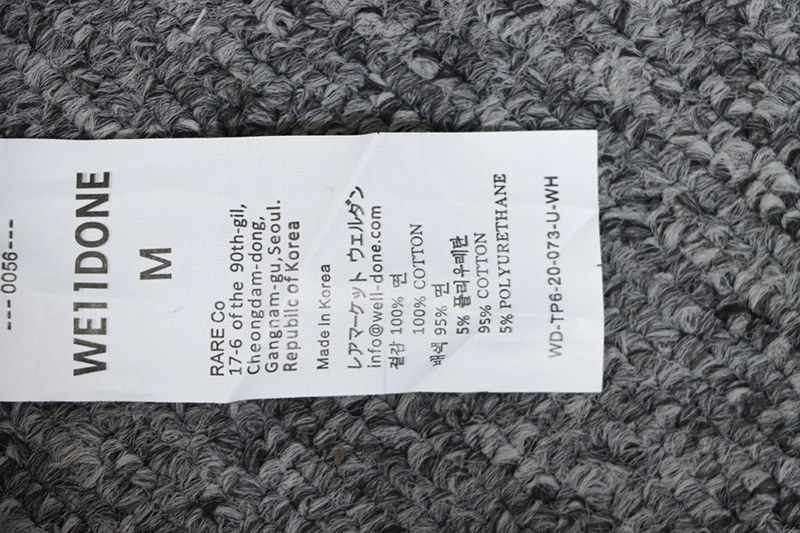 --- 0056---
WE11DONE
M
RARE Co
17-6 of the 90th-gil,
Cheongdam-dong,
Gangnam-gu,Seoul.
Republic of Korea
Made In Korea
レアマーケット ウェルダン
info@well-done.com
겉감 100% 면
100% COTTON
배색 95% 면
5% 폴리우레탄
95% COTTON
5% POLYURETHANE
WD-TP6-20-073-U-WH